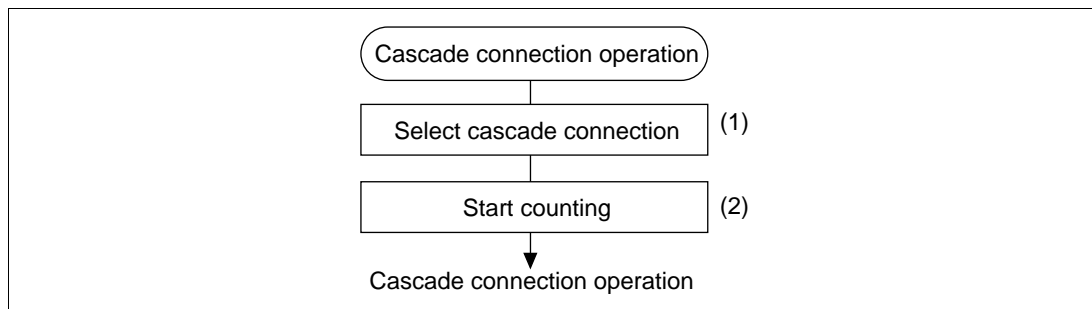 Cascade connection operation
Select cascade connection (1)
Start counting (2)
Cascade connection operation